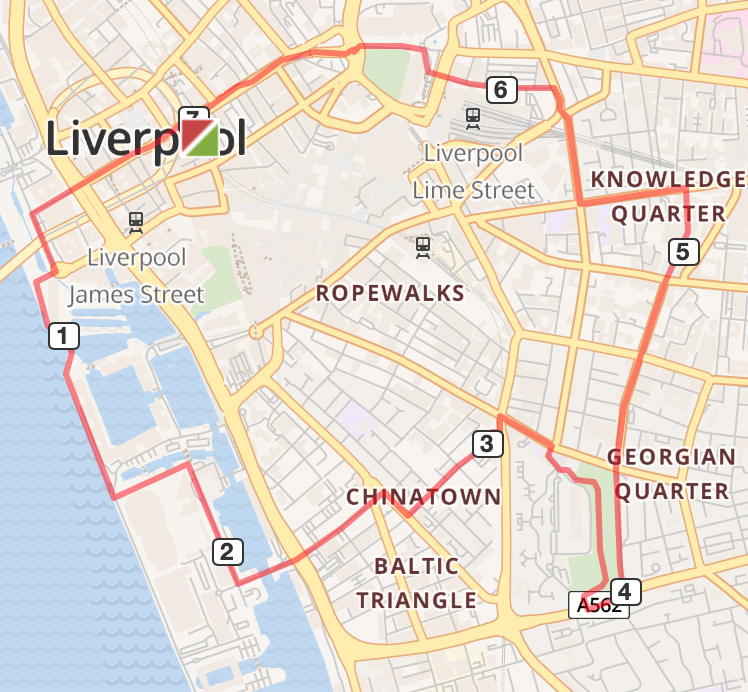 6
7
Liverpool
Liverpool
Lime Street
KNOWLEDGE
QUARTER
5
Liverpool
James Street
ROPEWALKS
1
3
GEORGIAN
QUARTER
CHINATOWN
2
BALTIC
TRIANGLE
4
A562